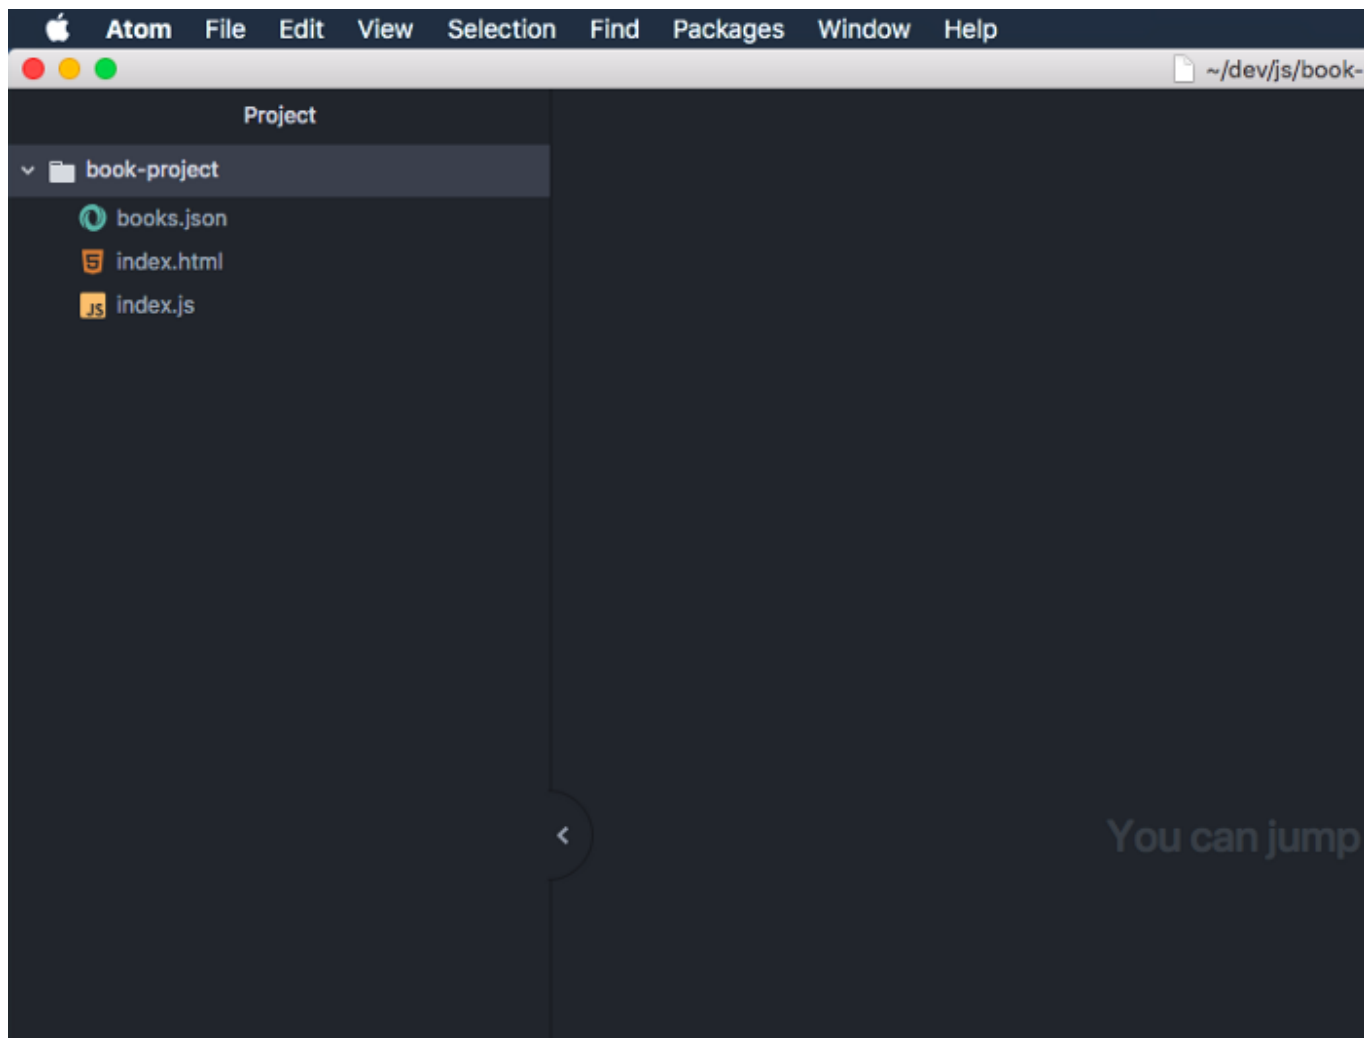 Atom File Edit View Selection Find Packages Window Help
~/dev/js/book-
Project
book-project
books.json
index.html
JS index.js
You can jump